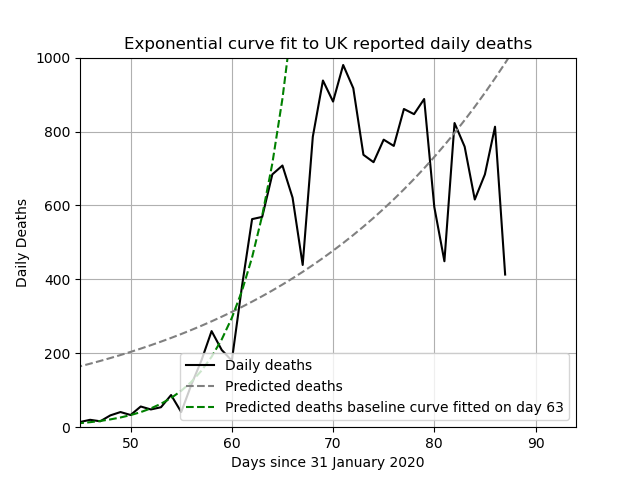 Exponential curve fit to UK reported daily deaths
1000
800
600
400
200
0
Daily Deaths
Daily deaths
Predicted deaths
Predicted deaths baseline curve fitted on day 63
50 60 70 80 90
Days since 31 January 2020